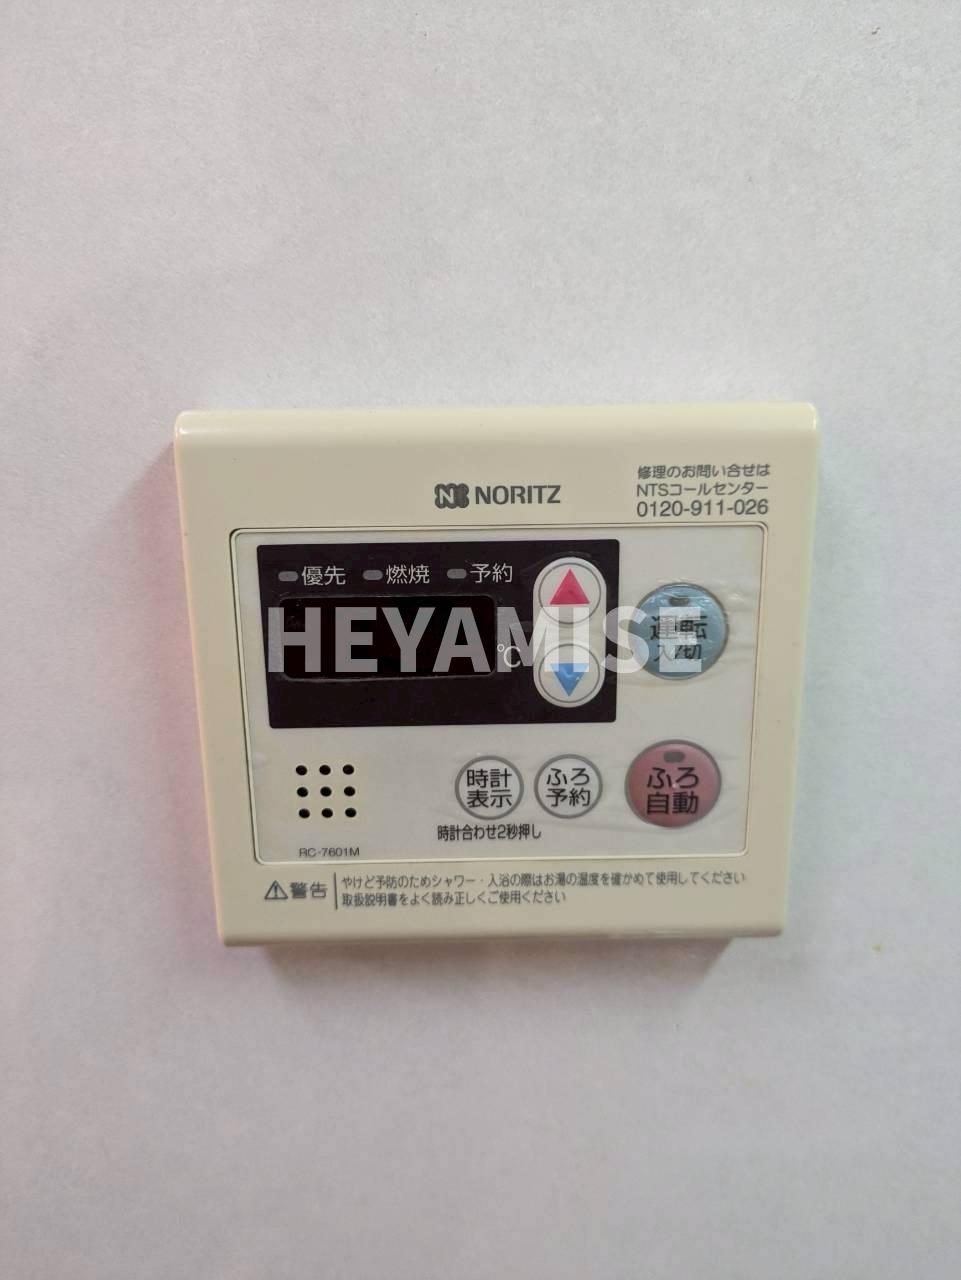 NORITZ
修理のお問い合せは
NTSコールセンター
0120-911-026
優先 燃焼 予約
HEYAMISE
℃
運転
入/切
時計
表示
ふろ
予約
ふろ
自動
時計合わせ2秒押し
RC-7601M
警告
やけど予防のためシャワー・入浴の際はお湯の温度を確かめて使用してください
取扱説明書をよく読み正しくご使用ください